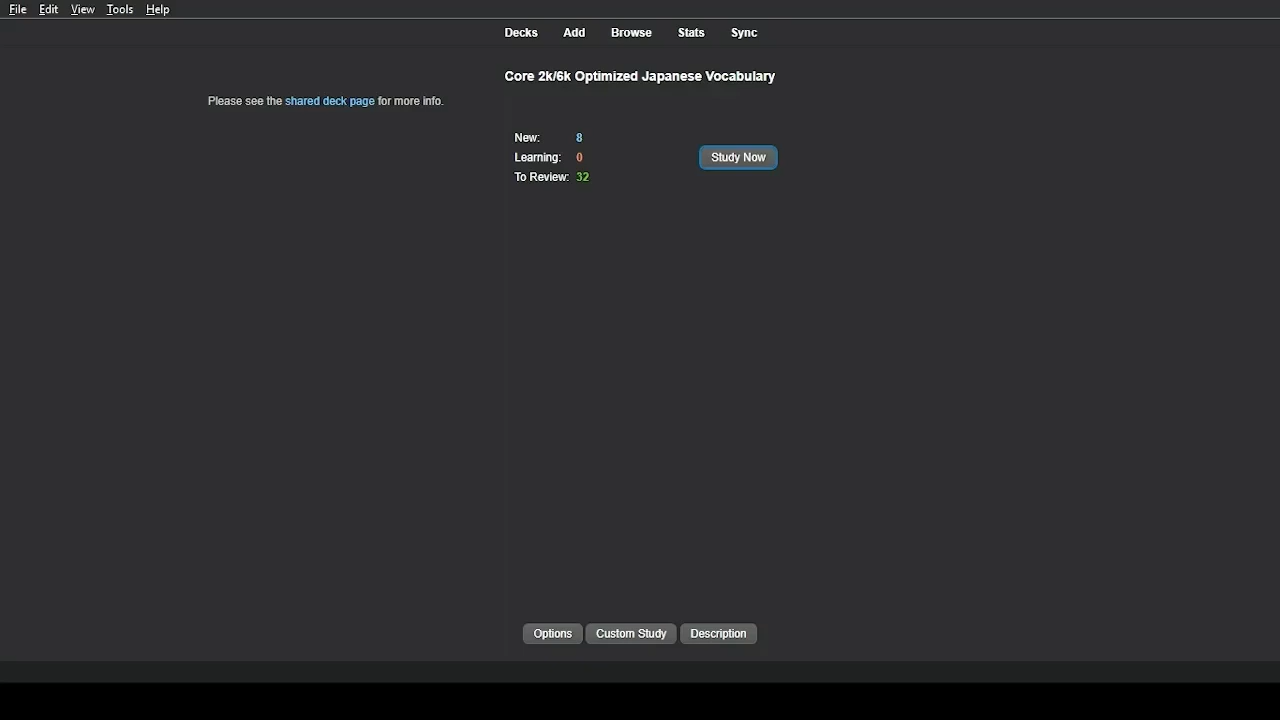 File Edit View Tools Help
Decks Add Browse Stats Sync
Core 2k/6k Optimized Japanese Vocabulary
Please see the shared deck page for more info.
New: 8
Learning: 0
To Review: 32
Study Now
Options Custom Study Description